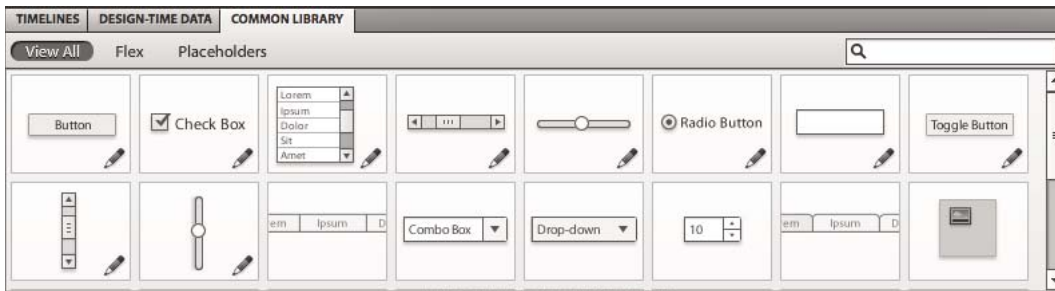 TIMELINES DESIGN-TIME DATA COMMON LIBRARY
View All Flex Placeholders
Button
Check Box
Lorem
Ipsum
Dolor
Sit
Amet
Radio Button
Toggle Button
em Ipsum D
Combo Box
Drop-down
10
em Ipsum D